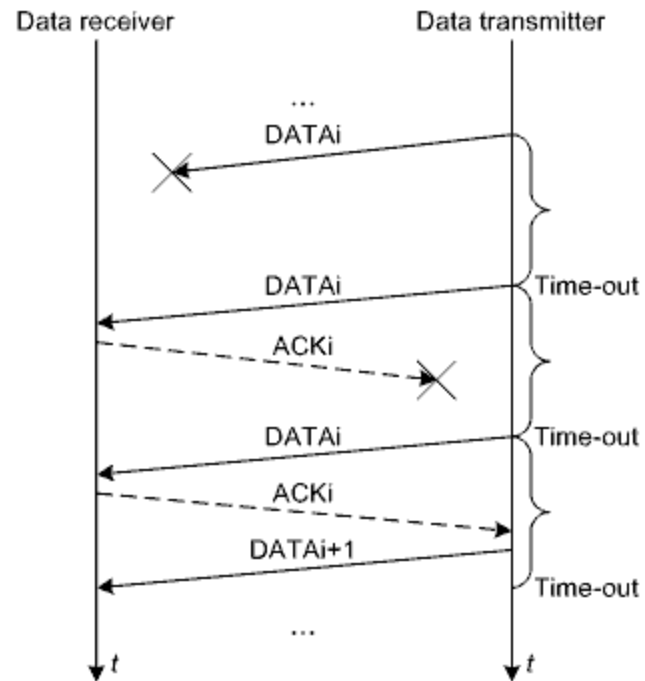 Data receiver
Data transmitter
...
DATAi
DATAi
Time-out
ACKi
DATAi
Time-out
ACKi
DATAi+1
Time-out
...
t
t